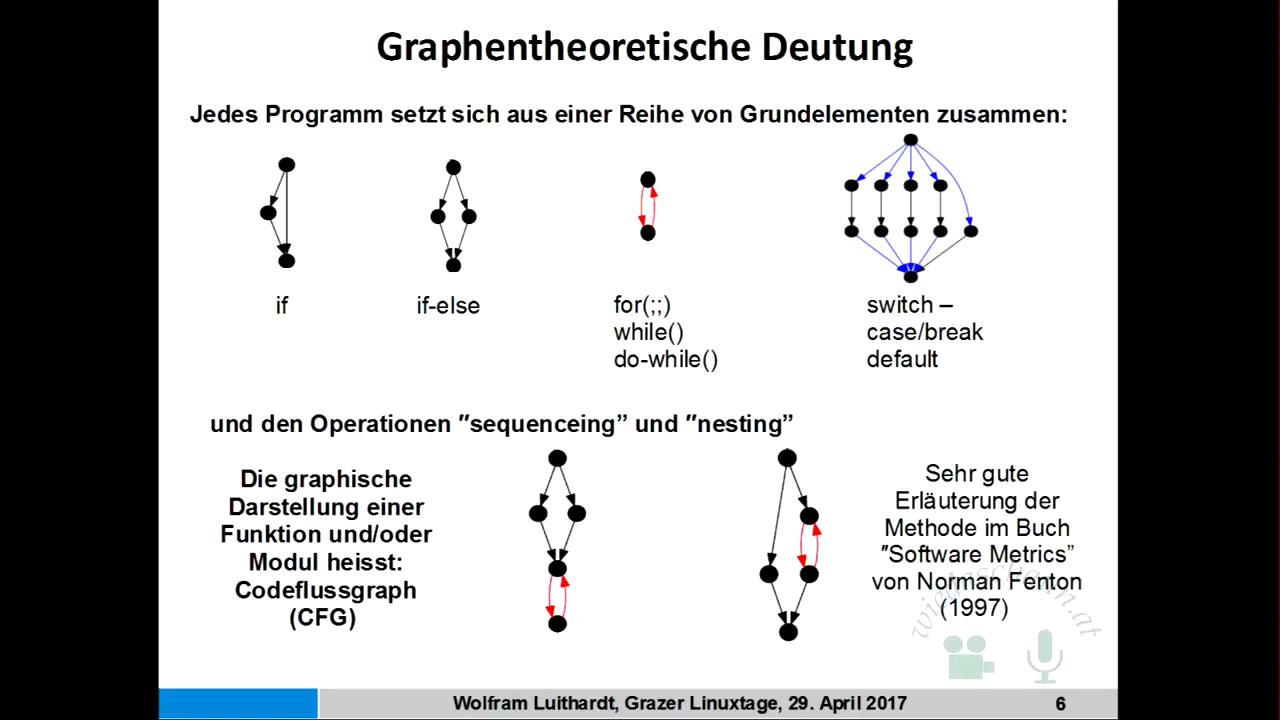 Graphentheoretische Deutung
Jedes Programm setzt sich aus einer Reihe von Grundelementen zusammen:
if
if-else
for(;;)
while()
do-while()
switch –
case/break
default
und den Operationen "sequenceing” und "nesting”
Die graphische
Darstellung einer
Funktion und/oder
Modul heisst:
Codeflussgraph
(CFG)
Sehr gute
Erläuterung der
Methode im Buch
"Software Metrics”
von Norman Fenton
(1997)
wiedaschaun.at
Wolfram Luithardt, Grazer Linuxtage, 29. April 2017
6